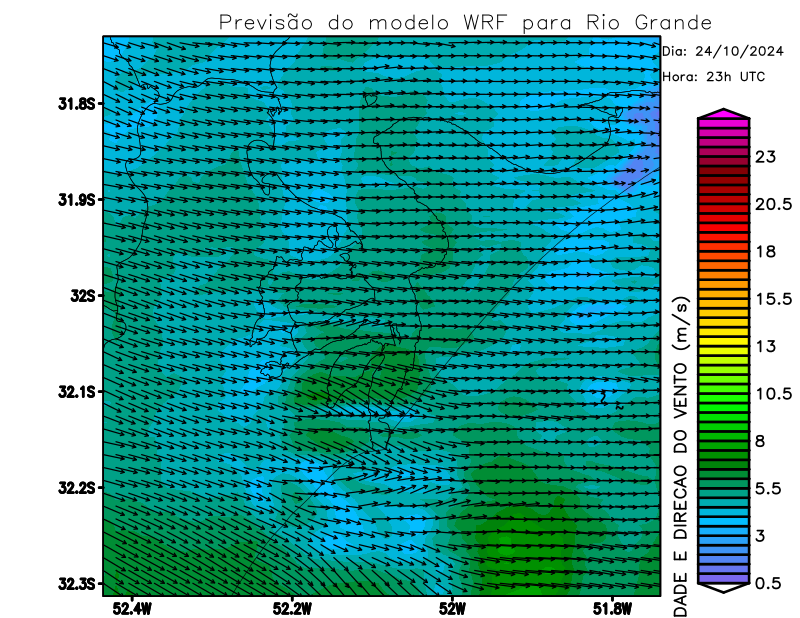 Previsão do modelo WRF para Rio Grande
Dia: 24/10/2024
Hora: 23h UTC
31.8S
31.9S
32S
32.1S
32.2S
32.3S
52.4W
52.2W
52W
51.8W
23
20.5
18
15.5
13
10.5
8
5.5
3
0.5
DADE E DIRECAO DO VENTO (m/s)